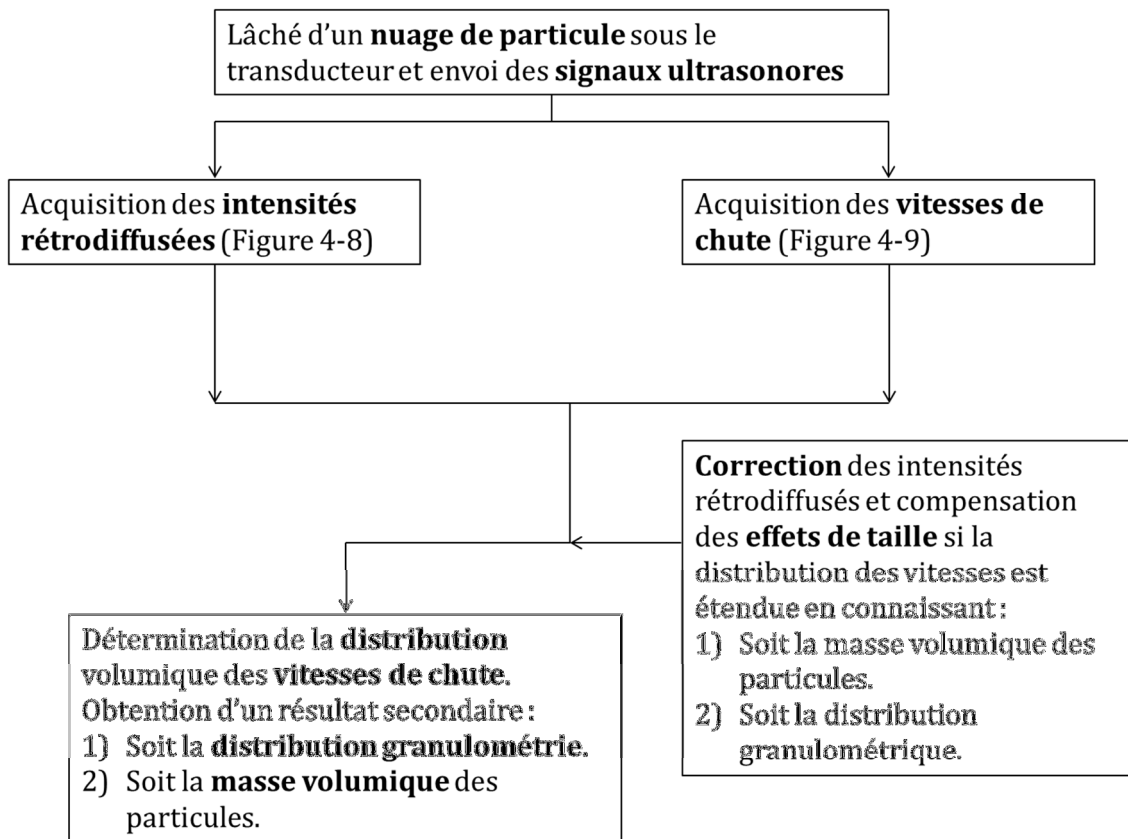 Lâché d'un nuage de particule sous le
transducteur et envoi des signaux ultrasonores
Acquisition des intensités
rétrodiffusées (Figure 4-8)
Acquisition des vitesses de
chute (Figure 4-9)
Correction des intensités
rétrodiffusés et compensation
des effets de taille si la
distribution des vitesses est
étendue en connaissant :
1) Soit la masse volumique des
particules.
2) Soit la distribution
granulométrique.
Détermination de la distribution
volumique des vitesses de chute.
Obtention d'un résultat secondaire :
1) Soit la distribution granulométrie.
2) Soit la masse volumique des
particules.